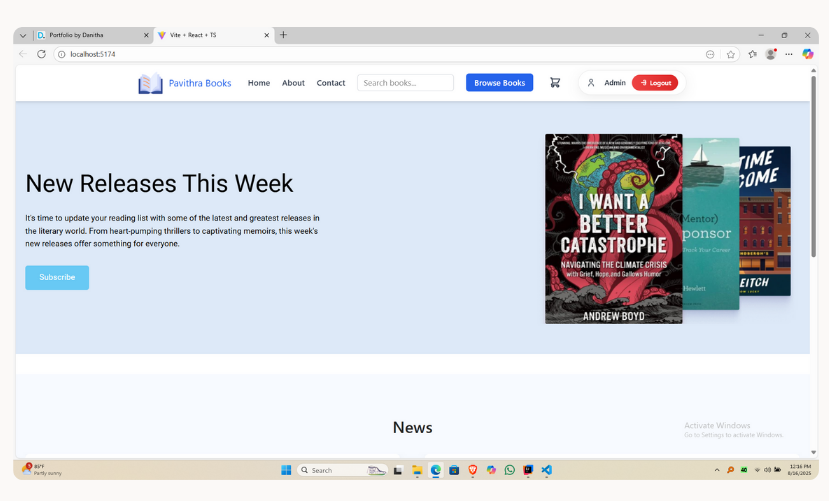 Portfolio by Danitha
Vite + React + TS
localhost:5174
Pavithra Books
Home
About
Contact
Search books...
Browse Books
Admin
Logout
New Releases This Week
It's time to update your reading list with some of the latest and greatest releases in
the literary world. From heart-pumping thrillers to captivating memoirs, this week's
new releases offer something for everyone.
Subscribe
I WANT A
BETTER
CATASTROPHE
NAVIGATING THE CLIMATE CRISIS
with Grief, Hope, and Gallows Humor
ANDREW BOYD
Mentor)
ponsor
Hewlett
TIME
COME
EITCH
News
Activate Windows
Go to Settings to activate Windows.
85°F
Partly sunny
Search
12:16 PM
8/16/2025